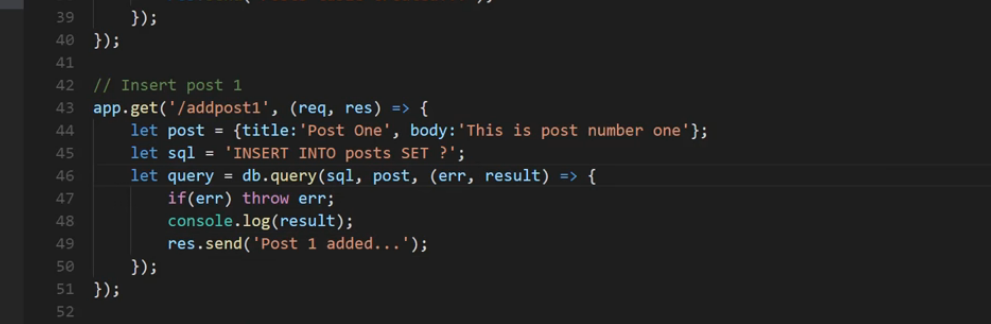 39 });
40 });
41
42 // Insert post 1
43 app.get('/addpost1', (req, res) => {
44 let post = {title:'Post One', body:'This is post number one'};
45 let sql = 'INSERT INTO posts SET ?';
46 let query = db.query(sql, post, (err, result) => {
47 if(err) throw err;
48 console.log(result);
49 res.send('Post 1 added...');
50 });
51 });
52